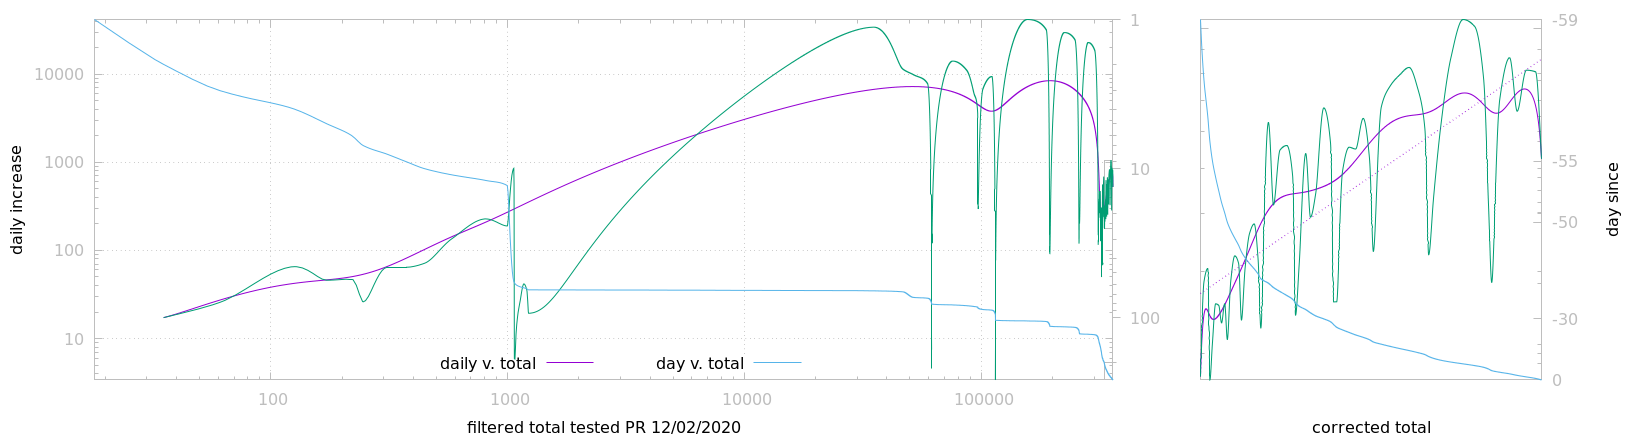 1
-59
10000
daily increase
1000
10
-55
100
-50
day since
10
100
-30
daily v. total
day v. total
0
100
1000
10000
100000
filtered total tested PR 12/02/2020
corrected total